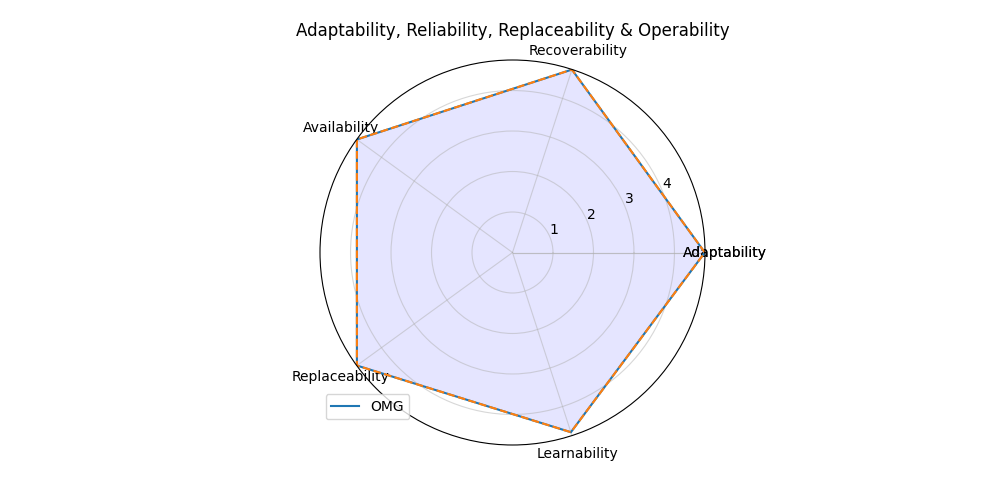 Adaptability, Reliability, Replaceability & Operability
Recoverability
Availability
4
3
2
1
Adaptability
Replaceability
OMG
Learnability